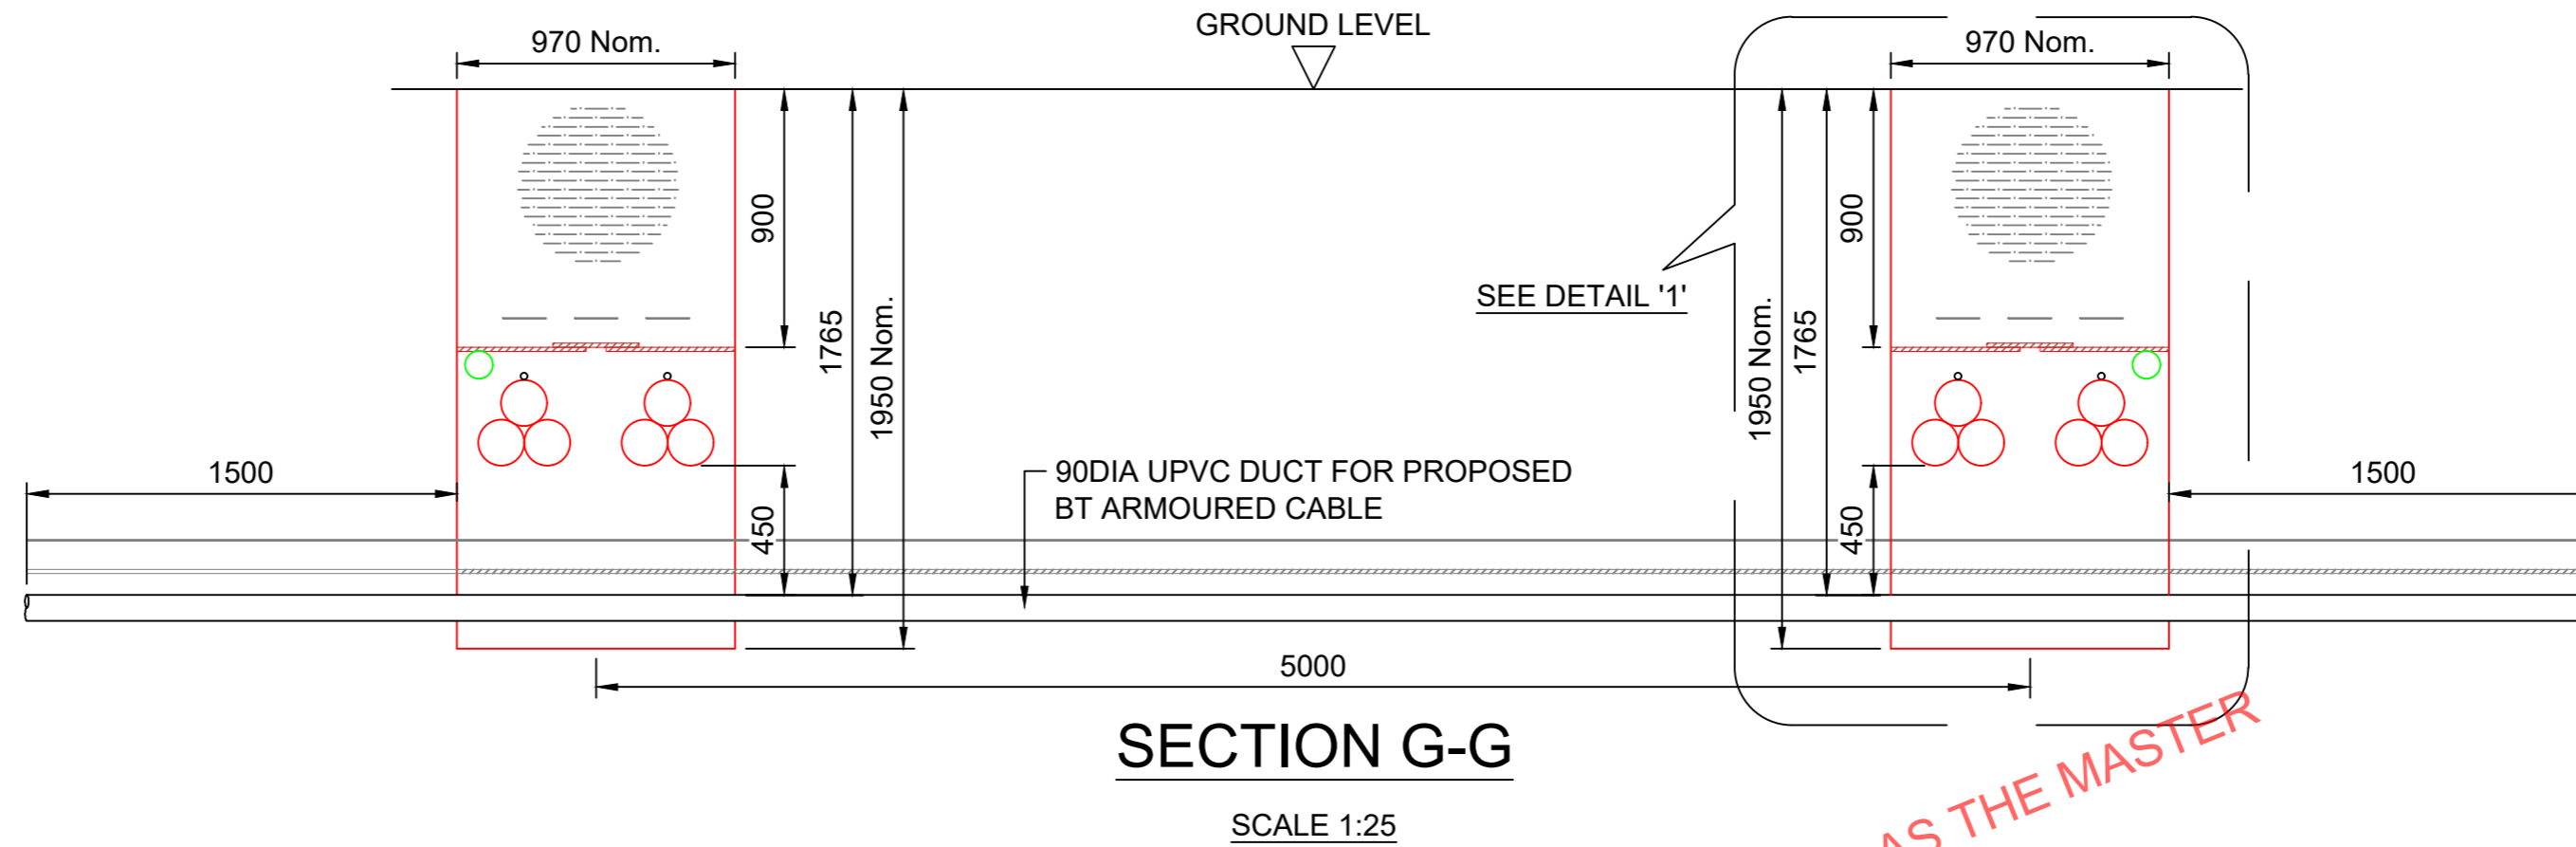 GROUND LEVEL
970 Nom.
970 Nom.
900
1765
1950 Nom.
SEE DETAIL '1'
1950 Nom.
1765
900
1500
90DIA UPVC DUCT FOR PROPOSED
BT ARMOURED CABLE
1500
450
450
5000
SECTION G-G
SCALE 1:25
AS THE MASTER